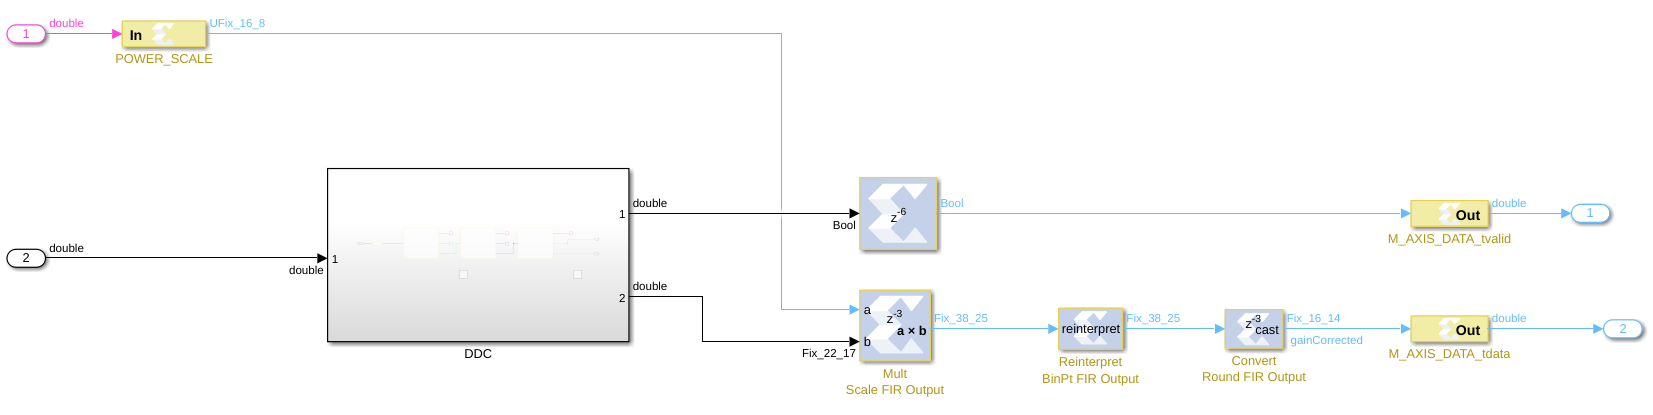 1
double
In
UFix_16_8
POWER_SCALE
2
double
double
1
1
double
2
double
DDC
Bool
z-6
Bool
Out
double
1
M_AXIS_DATA_tvalid
Fix_22_17
a
z-3
a × b
b
Fix_38_25
Mult
Scale FIR Output
reinterpret
Fix_38_25
Reinterpret
BinPt FIR Output
z-3
cast
Fix_16_14
gainCorrected
Convert
Round FIR Output
Out
double
2
M_AXIS_DATA_tdata